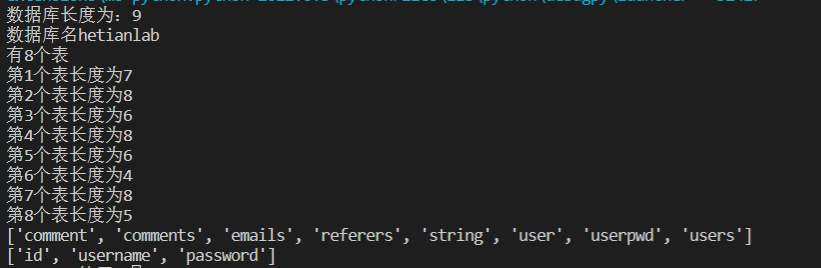 数据库长度为：9
数据库名hetianlab
有8个表
第1个表长度为7
第2个表长度为8
第3个表长度为6
第4个表长度为8
第5个表长度为6
第6个表长度为4
第7个表长度为8
第8个表长度为5
['comment', 'comments', 'emails', 'referers', 'string', 'user', 'userpwd', 'users']
['id', 'username', 'password']